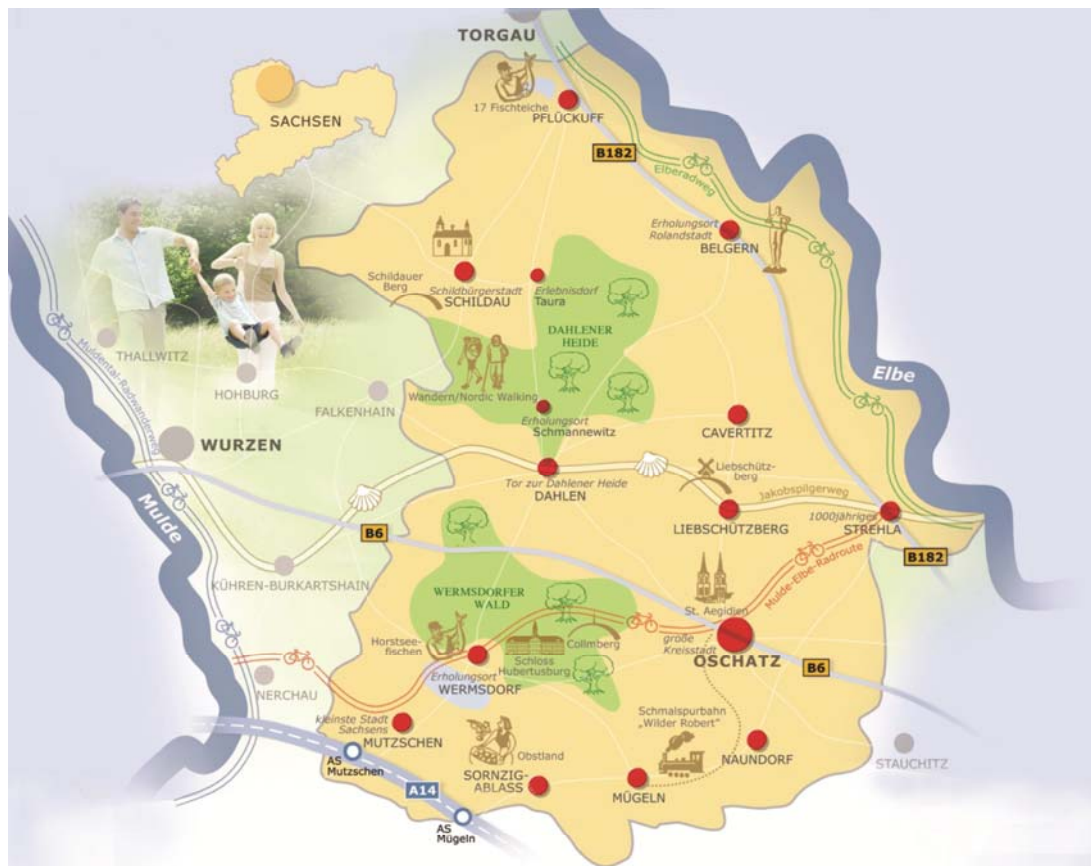 TORGAU
SACHSEN
17 Fischteiche
PFLÜCKUFF
B182
Elberadweg
Erholungsort
Rolandstadt
BELGERN
Schildauer
Berg
Schildbürgerstadt
SCHILDAU
Erlebnisdorf
Taura
DAHLENER
HEIDE
Elbe
THALLWITZ
Muldental-Radwanderweg
HOHBURG
FALKENHAIN
Wandern/Nordic Walking
Erholungsort
Schmannewitz
CAVERTITZ
WURZEN
Mulde
Tor zur Dahlener Heide
DAHLEN
Liebschütz-
berg
Jakobspilgerweg
LIEBSCHÜTZBERG
1000jähriges
STREHLA
B6
B182
KÜHREN-BURKARTSHAIN
Mulde-Elbe-Radroute
WERMSDORFER
WALD
St. Aegidien
Horstsee-
fischen
Schloss
Hubertusburg
Collmberg
große
Kreisstadt
OSCHATZ
B6
Erholungsort
WERMSDORF
NERCHAU
kleinste Stadt
Sachsens
MUTZSCHEN
Schmalspurbahn
„Wilder Robert"
Obstland
SORNZIG-
ABLASS
MÜGELN
NAUNDORF
STAUCHITZ
AS
Mutzschen
A14
AS
Mügeln